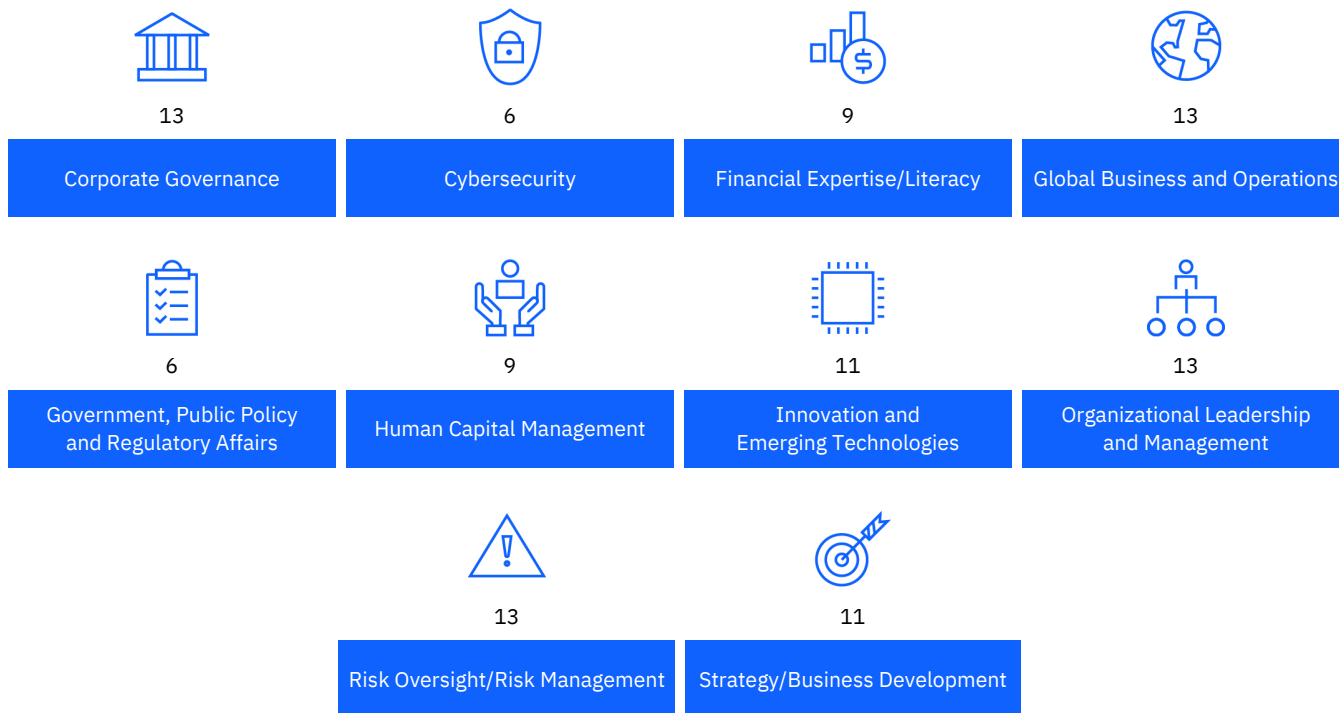 13
Corporate Governance
6
Cybersecurity
9
Financial Expertise/Literacy
13
Global Business and Operations
6
Government, Public Policy
and Regulatory Affairs
9
Human Capital Management
11
Innovation and
Emerging Technologies
13
Organizational Leadership
and Management
13
Risk Oversight/Risk Management
11
Strategy/Business Development